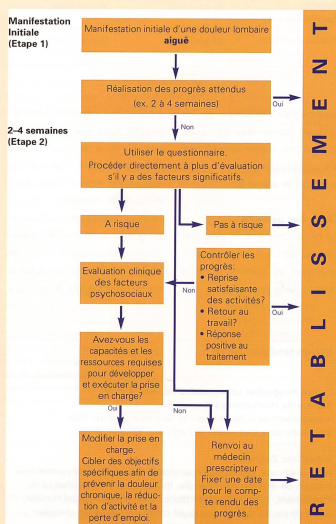 Manifestation
Initiale
(Etape 1)
Manifestation initiale d'une douleur lombaire
aiguë
Réalisation des progrès attendus
(ex. 2 à 4 semaines)
Oui
Non
2–4 semaines
(Etape 2)
Utiliser le questionnaire.
Procéder directement à plus d'évaluation
s'il y a des facteurs significatifs.
A risque
Pas à risque
Evaluation clinique
des facteurs
psychosociaux
Non
Contrôler les
progrès:
• Reprise
satisfaisante
des activités?
• Retour au
travail?
• Réponse
positive au
traitement
Oui
Avez-vous les
capacités et les
ressources requises
pour développer
et exécuter la prise
en charge?
Oui
Non
Modifier la prise en
charge.
Cibler des objectifs
spécifiques afin de
prévenir la douleur
chronique, la réduc-
tion d'activité et la
perte d'emploi.
Renvoi au
médecin
prescripteur
Fixer une date
pour le comp-
te rendu des
progrès.
RETABLISSEMENT